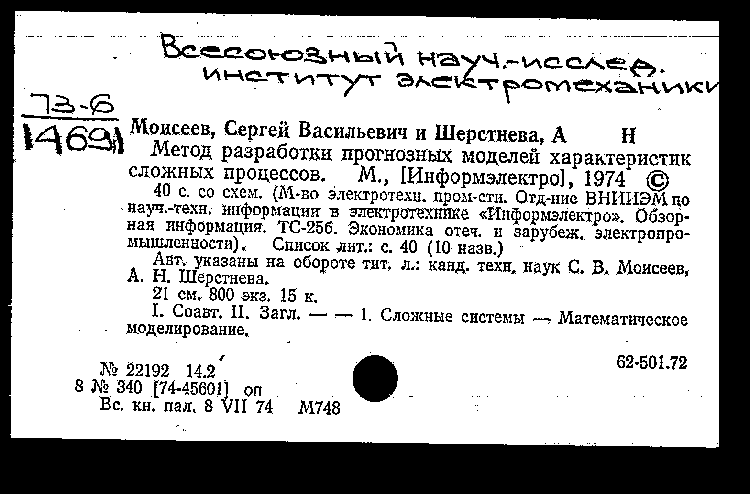 Всесоюзный науч.-исслед.
институт электромеханики
73-6
14691
Моисеев, Сергей Васильевич и Шерстнева, А Н
Метод разработки прогнозных моделей характеристик
сложных процессов. М., [Информэлектро], 1974 ©
40 с. со схем. (М-во электротехн. пром-сти. Отд-ние ВНИИЭМ по
науч.-техн. информации в электротехнике «Информэлектро». Обзор-
ная информация. ТС-25б. Экономика отеч. и зарубеж. электропро-
мышленности). Список лит.: с. 40 (10 назв.)
Авт. указаны на обороте тит. л.: канд. техн. наук С. В. Моисеев,
А. Н. Шерстнева.
21 см. 800 экз. 15 к.
I. Соавт. II. Загл. — — 1. Сложные системы — Математическое
моделирование.
62-501.72
№ 22192 14.2
8 № 340 [74-45601] оп
Вс. кн. пал. 8 VII 74 М748